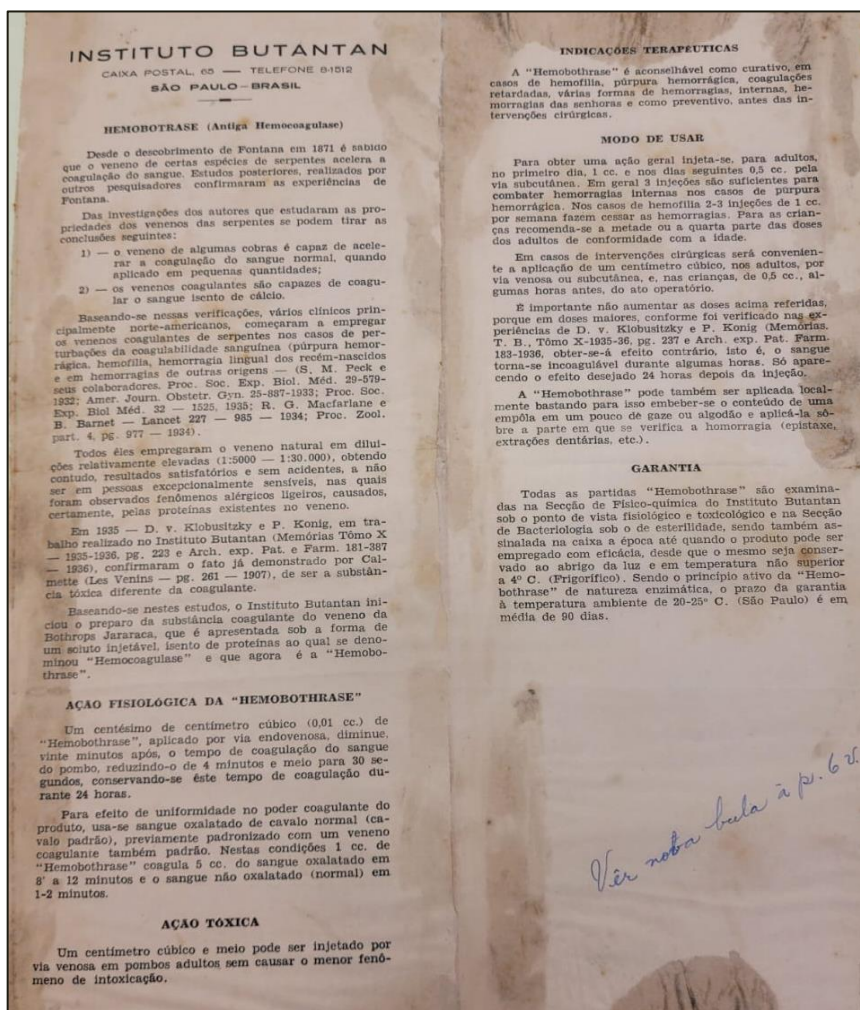 INSTITUTO BUTANTAN
CAIXA POSTAL, 65 — TELEFONE 8-1512
SÃO PAULO - BRASIL
HEMOBOTRASE (Antiga Hemocoagulase)
Desde o descobrimento de Fontana em 1871 é sabido
que o veneno de certas espécies de serpentes acelera a
coagulação do sangue. Estudos posteriores, realizados por
outros pesquisadores confirmaram as experiências de
Fontana.
Das investigações dos autores que estudaram as pro-
priedades dos venenos das serpentes se podem tirar as
conclusões seguintes:
1) — o veneno de algumas cobras é capaz de acele-
rar a coagulação do sangue normal, quando
aplicado em pequenas quantidades;
2) — os venenos coagulantes são capazes de coagu-
lar o sangue isento de cálcio.
Baseando-se nessas verificações, vários clínicos prin-
cipalmente norte-americanos, começaram a empregar
os venenos coagulantes de serpentes nos casos de per-
turbações da coagulabilidade sanguínea (púrpura hemor-
rágica, hemofilia, hemorragia lingual dos recém-nascidos
e em hemorragias de outras origens — (S. M. Peck e
seus colaboradores. Proc. Soc. Exp. Biol. Méd. 29-579-
1932; Amer. Journ. Obstetr. Gyn. 25-887-1933; Proc. Soc.
Exp. Biol Méd. 32 — 1525, 1935; R. G. Macfarlane e
B. Barnet — Lancet 227 — 985 — 1934; Proc. Zool.
part. 4, pg. 977 — 1934).
Todos êles empregaram o veneno natural em dilui-
ções relativamente elevadas (1:5000 — 1:30.000), obtendo
contudo, resultados satisfatórios e sem acidentes, a não
ser em pessoas excepcionalmente sensíveis, nas quais
foram observados fenômenos alérgicos ligeiros, causados,
certamente, pelas proteínas existentes no veneno.
Em 1935 — D. v. Klobusitzky e P. Konig, em tra-
balho realizado no Instituto Butantan (Memórias Tômo X
— 1935-1936, pg. 223 e Arch. exp. Pat. e Farm. 181-387
— 1936), confirmaram o fato já demonstrado por Cal-
mette (Les Venins — pg. 261 — 1907), de ser a substân-
cia tóxica diferente da coagulante.
Baseando-se nestes estudos, o Instituto Butantan ini-
ciou o preparo da substância coagulante do veneno da
Bothrops Jararaca, que é apresentada sob a forma de
um soluto injetável, isento de proteínas ao qual se deno-
minou "Hemocoagulase" e que agora é a "Hemobo-
thrase".
AÇÃO FISIOLÓGICA DA "HEMOBOTHRASE"
Um centésimo de centímetro cúbico (0,01 cc.) de
"Hemobothrase", aplicado por via endovenosa, diminue,
vinte minutos após, o tempo de coagulação do sangue
do pombo, reduzindo-o de 4 minutos e meio para 30 se-
gundos, conservando-se êste tempo de coagulação du-
rante 24 horas.
Para efeito de uniformidade no poder coagulante do
produto, usa-se sangue oxalatado de cavalo normal (ca-
valo padrão), previamente padronizado com um veneno
coagulante também padrão. Nestas condições 1 cc. de
"Hemobothrase" coagula 5 cc. do sangue oxalatado em
8' a 12 minutos e o sangue não oxalatado (normal) em
1-2 minutos.
AÇÃO TÓXICA
Um centímetro cúbico e meio pode ser injetado por
via venosa em pombos adultos sem causar o menor fenô-
meno de intoxicação.
INDICAÇÕES TERAPÊUTICAS
A "Hemobothrase" é aconselhável como curativo, em
casos de hemofilia, púrpura hemorrágica, coagulações
retardadas, várias formas de hemorragias, internas, he-
morragias das senhoras e como preventivo, antes das in-
tervenções cirúrgicas.
MODO DE USAR
Para obter uma ação geral injeta-se, para adultos,
no primeiro dia, 1 cc. e nos dias seguintes 0,5 cc. pela
via subcutânea. Em geral 3 injeções são suficientes para
combater hemorragias internas nos casos de púrpura
hemorrágica. Nos casos de hemofilia 2-3 injeções de 1 cc.
por semana fazem cessar as hemorragias. Para as crian-
ças recomenda-se a metade ou a quarta parte das doses
dos adultos de conformidade com a idade.
Em casos de intervenções cirúrgicas será convenien-
te a aplicação de um centímetro cúbico, nos adultos, por
via venosa ou subcutânea, e, nas crianças, de 0,5 cc., al-
gumas horas antes, do ato operatório.
É importante não aumentar as doses acima referidas,
porque em doses maiores, conforme foi verificado nas ex-
periências de D. v. Klobusitzky e P. Konig (Memórias.
T. B., Tômo X-1935-36, pg. 237 e Arch. exp. Pat. Farm.
183-1936, obter-se-á efeito contrário, isto é, o sangue
torna-se incoagulável durante algumas horas. Só apare-
cendo o efeito desejado 24 horas depois da injeção.
A "Hemobothrase" pode também ser aplicada local-
mente bastando para isso embeber-se o conteúdo de uma
empôla em um pouco de gaze ou algodão e aplicá-la sô-
bre a parte em que se verifica a homorragia (epistaxe,
extrações dentárias, etc.).
GARANTIA
Todas as partidas "Hemobothrase" são examina-
das na Secção de Físico-química do Instituto Butantan
sob o ponto de vista fisiológico e toxicológico e na Secção
de Bacteriologia sob o de esterilidade, sendo também as-
sinalada na caixa a época até quando o produto pode ser
empregado com eficácia, desde que o mesmo seja conser-
vado ao abrigo da luz e em temperatura não superior
a 4º C. (Frigorífico). Sendo o princípio ativo da "Hemo-
bothrase" de natureza enzimática, o prazo da garantia
à temperatura ambiente de 20-25º C. (São Paulo) é em
média de 90 dias.
Vêr nova bula à p. 6 v.